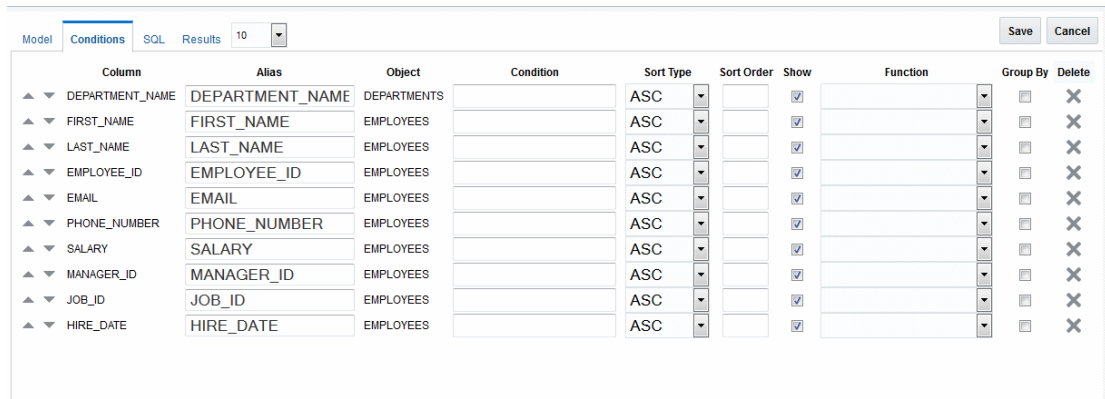 Model Conditions SQL Results 10 Save Cancel
Column Alias Object Condition Sort Type Sort Order Show Function Group By Delete
DEPARTMENT_NAME DEPARTMENT_NAME DEPARTMENTS ASC
FIRST_NAME FIRST_NAME EMPLOYEES ASC
LAST_NAME LAST_NAME EMPLOYEES ASC
EMPLOYEE_ID EMPLOYEE_ID EMPLOYEES ASC
EMAIL EMAIL EMPLOYEES ASC
PHONE_NUMBER PHONE_NUMBER EMPLOYEES ASC
SALARY SALARY EMPLOYEES ASC
MANAGER_ID MANAGER_ID EMPLOYEES ASC
JOB_ID JOB_ID EMPLOYEES ASC
HIRE_DATE HIRE_DATE EMPLOYEES ASC